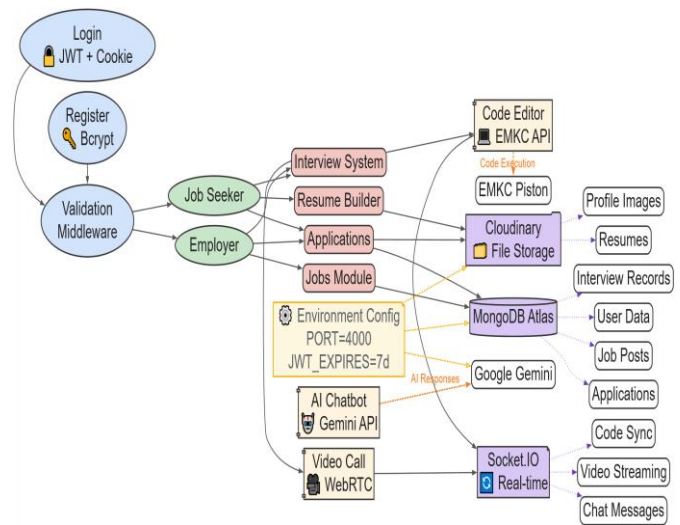 Login
JWT + Cookie
Register
Bcrypt
Validation
Middleware
Job Seeker
Employer
Interview System
Resume Builder
Applications
Jobs Module
Environment Config
PORT=4000
JWT_EXPIRES=7d
AI Chatbot
Gemini API
Video Call
WebRTC
Code Editor
EMKC API
Code Execution
EMKC Piston
Cloudinary
File Storage
MongoDB Atlas
Google Gemini
AI Responses
Socket.IO
Real-time
Profile Images
Resumes
Interview Records
User Data
Job Posts
Applications
Code Sync
Video Streaming
Chat Messages